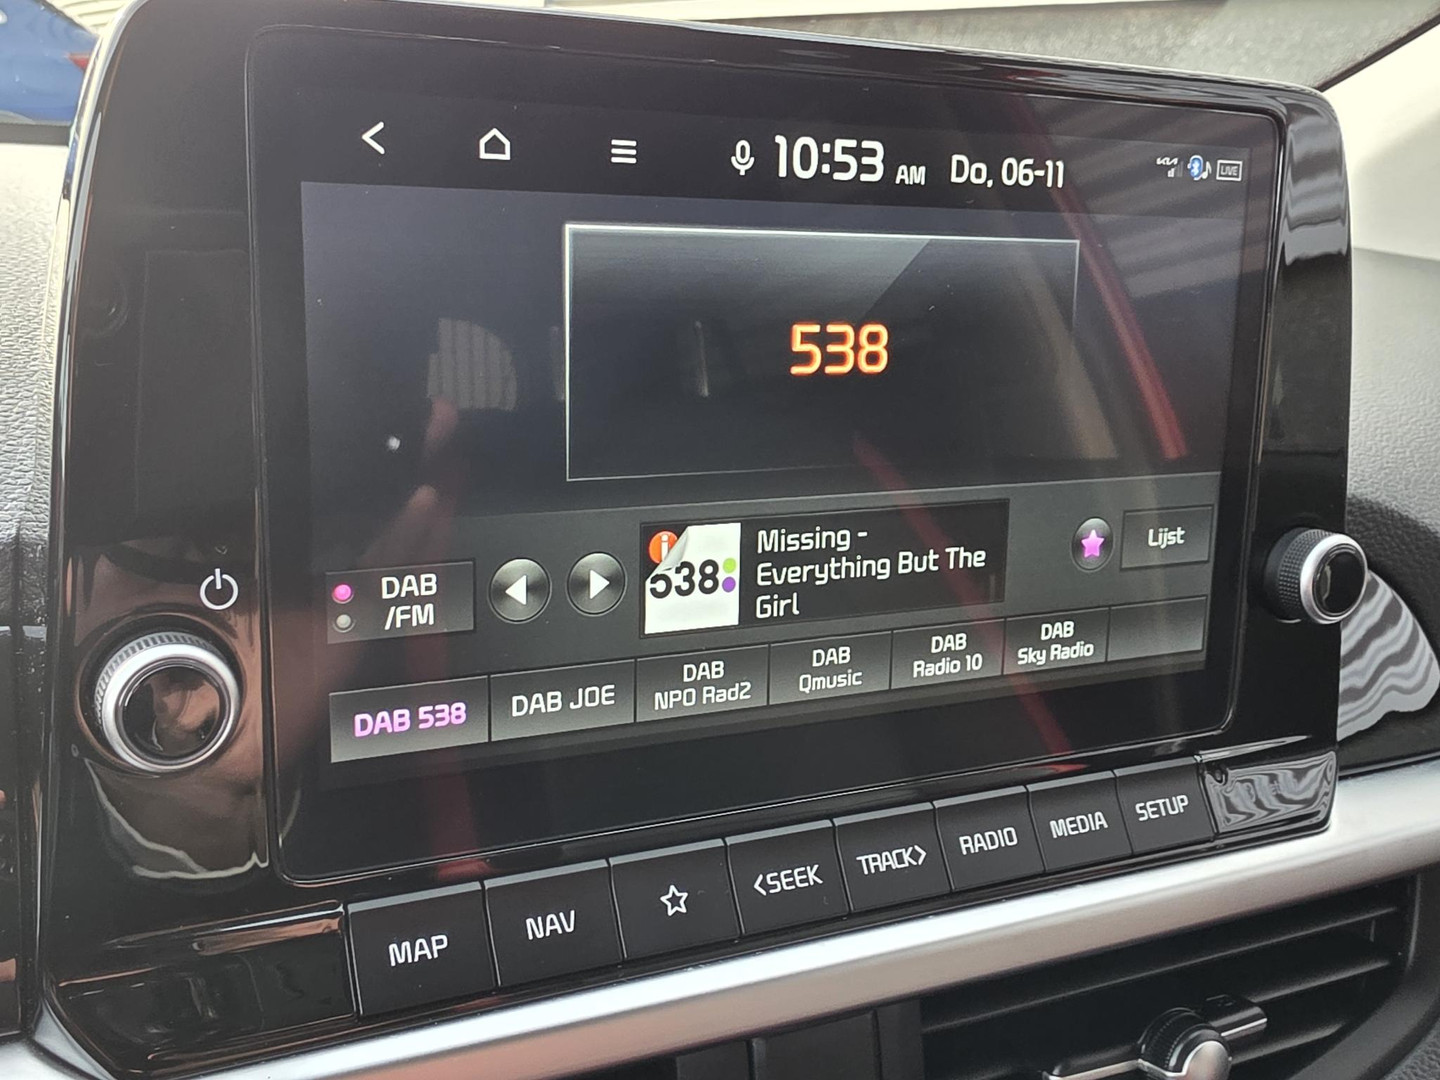 10:53 AM Do, 06-11
KIA
LIVE
538
Missing -
Everything But The
Girl
i
538
Lijst
DAB
/FM
DAB 538
DAB JOE
DAB
NPO Rad2
DAB
Qmusic
DAB
Radio 10
DAB
Sky Radio
MAP
NAV
<SEEK
TRACK>
RADIO
MEDIA
SETUP